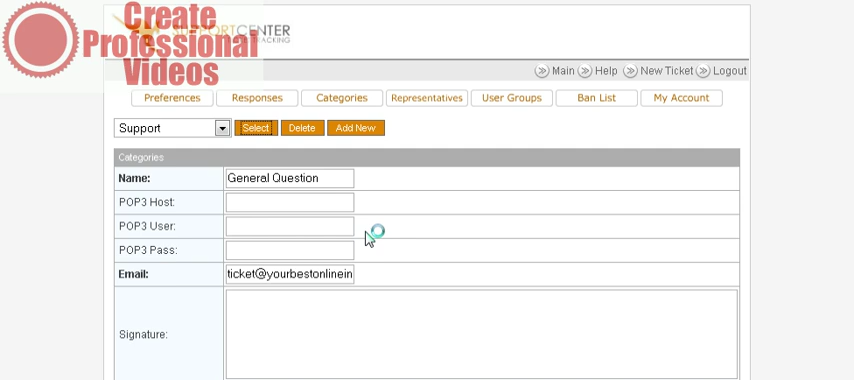 Create
Professional
Videos
SUPPORTCENTER
TRACKING
Main Help New Ticket Logout
Preferences Responses Categories Representatives User Groups Ban List My Account
Support Select Delete Add New
Categories
Name: General Question
POP3 Host:
POP3 User:
POP3 Pass:
Email: ticket@yourbestonlinein
Signature: